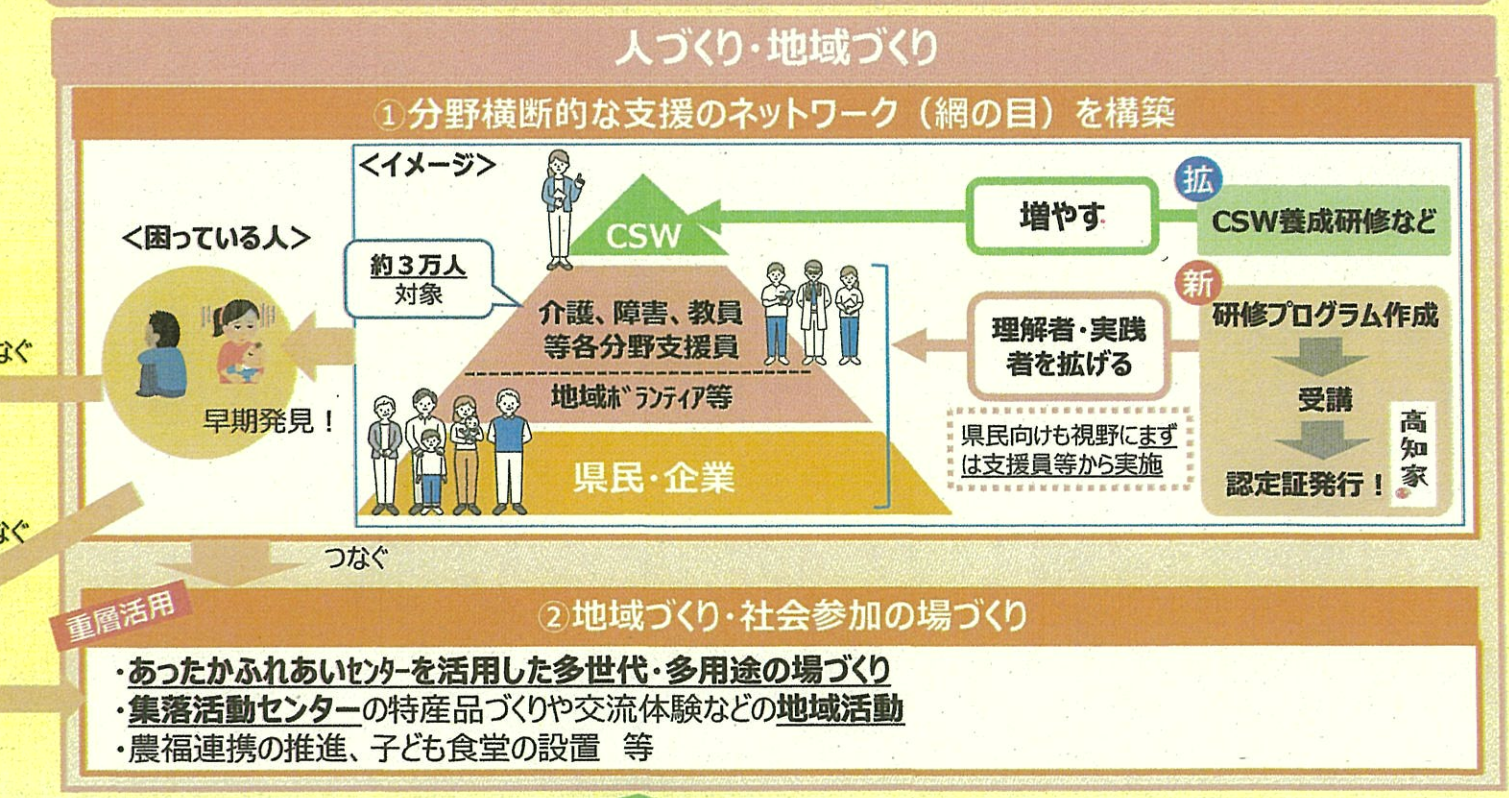 人づくり・地域づくり
①分野横断的な支援のネットワーク（網の目）を構築
<イメージ>
<困っている人>
早期発見！
約３万人
対象
CSW
介護、障害、教員
等各分野支援員
地域ﾎﾞﾗﾝﾃｨｱ等
県民・企業
増やす
拡
CSW養成研修など
理解者・実践
者を拡げる
新
研修プログラム作成
受講
認定証発行！
高知家
県民向けも視野にまず
は支援員等から実施
なぐ
なぐ
つなぐ
重層活用
②地域づくり・社会参加の場づくり
・あったかふれあいｾﾝﾀｰを活用した多世代・多用途の場づくり
・集落活動センターの特産品づくりや交流体験などの地域活動
・農福連携の推進、子ども食堂の設置　等